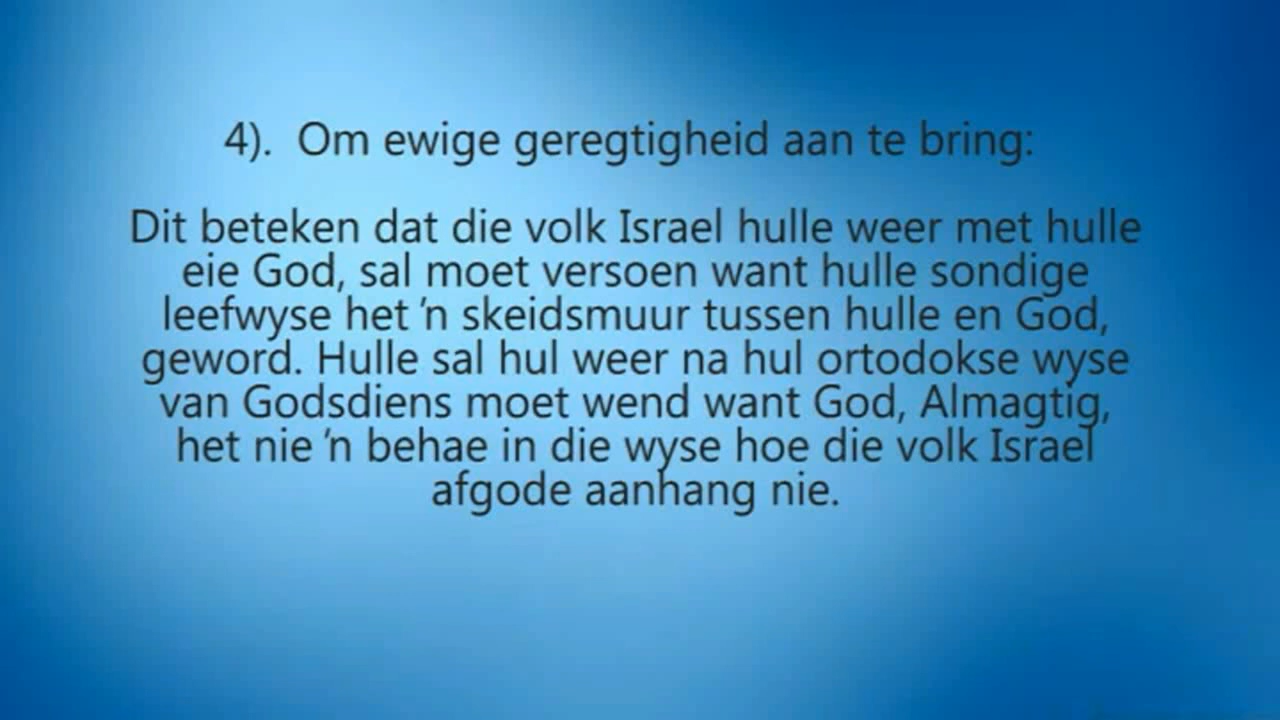 4).  Om ewige geregtigheid aan te bring:
Dit beteken dat die volk Israel hulle weer met hulle
eie God, sal moet versoen want hulle sondige
leefwyse het ’n skeidsmuur tussen hulle en God,
geword. Hulle sal hul weer na hul ortodokse wyse
van Godsdiens moet wend want God, Almagtig,
het nie ’n behae in die wyse hoe die volk Israel
afgode aanhang nie.